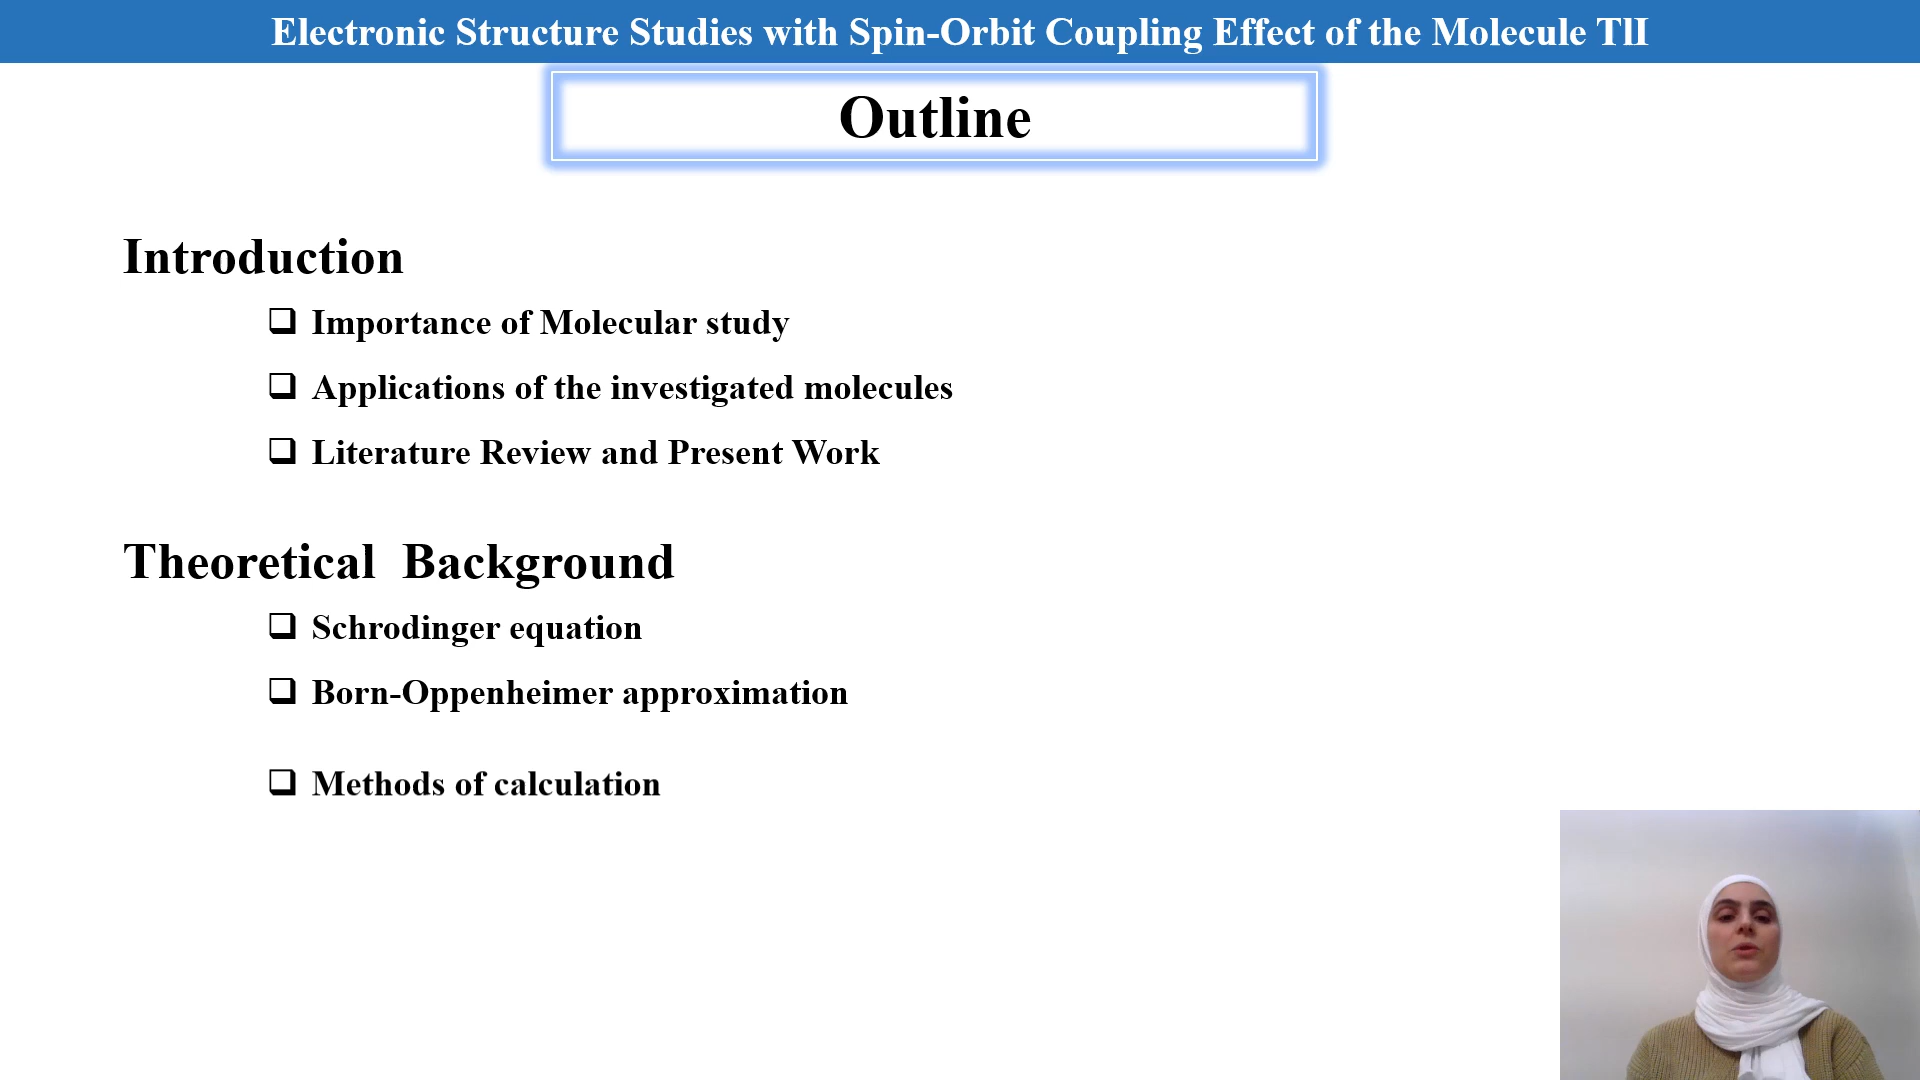 Electronic Structure Studies with Spin-Orbit Coupling Effect of the Molecule TlI
Outline
Introduction
❑ Importance of Molecular study
❑ Applications of the investigated molecules
❑ Literature Review and Present Work
Theoretical Background
❑ Schrodinger equation
❑ Born-Oppenheimer approximation
❑ Methods of calculation